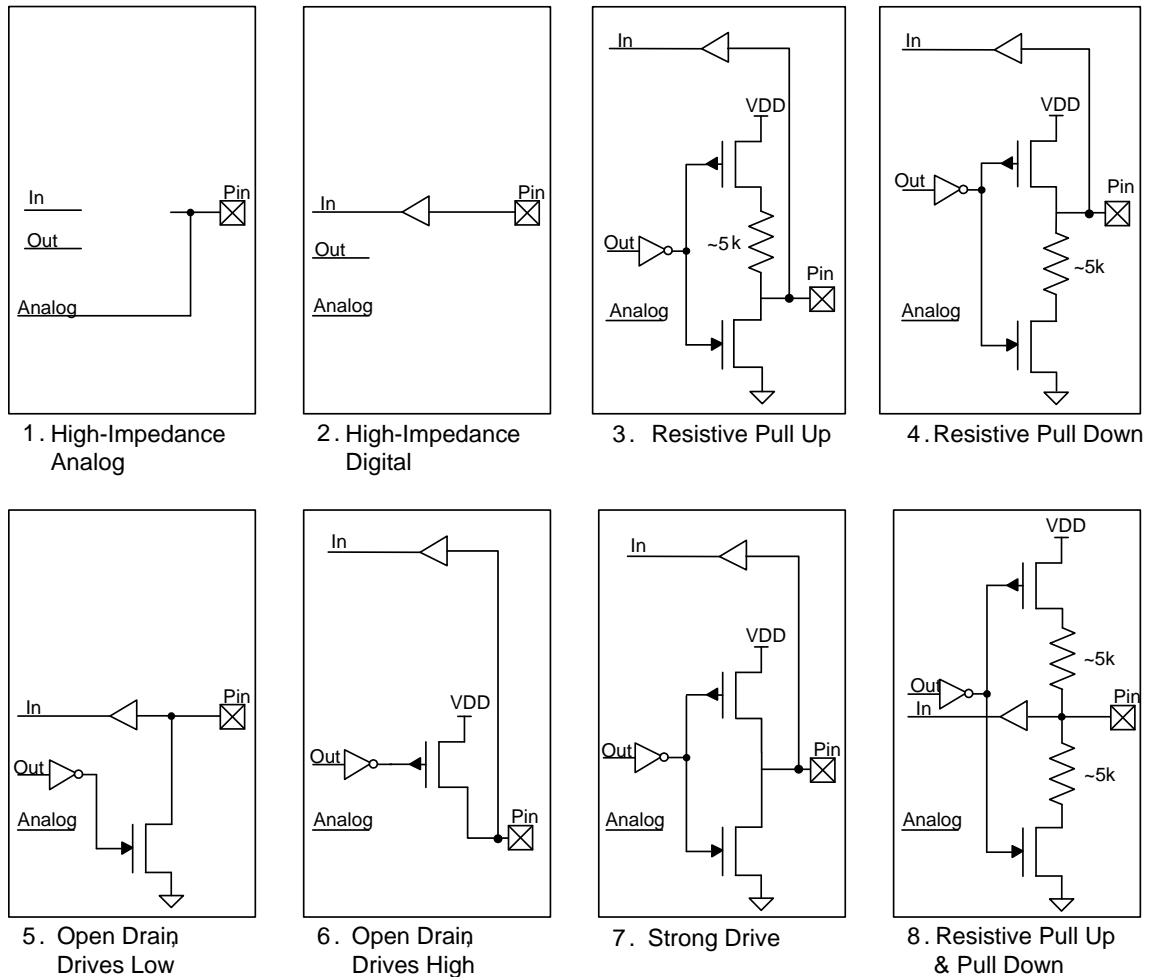 In
Out
Analog
Pin
1. High-Impedance
Analog
In
Out
Analog
Pin
2. High-Impedance
Digital
In
VDD
Out
~5k
Pin
Analog
3. Resistive Pull Up
In
VDD
Out
Pin
~5k
Analog
4. Resistive Pull Down
In
Pin
Out
Analog
5. Open Drain,
Drives Low
In
VDD
Out
Analog
Pin
6. Open Drain,
Drives High
In
VDD
Out
Pin
Analog
7. Strong Drive
VDD
~5k
Out
In
Pin
~5k
Analog
8. Resistive Pull Up
& Pull Down